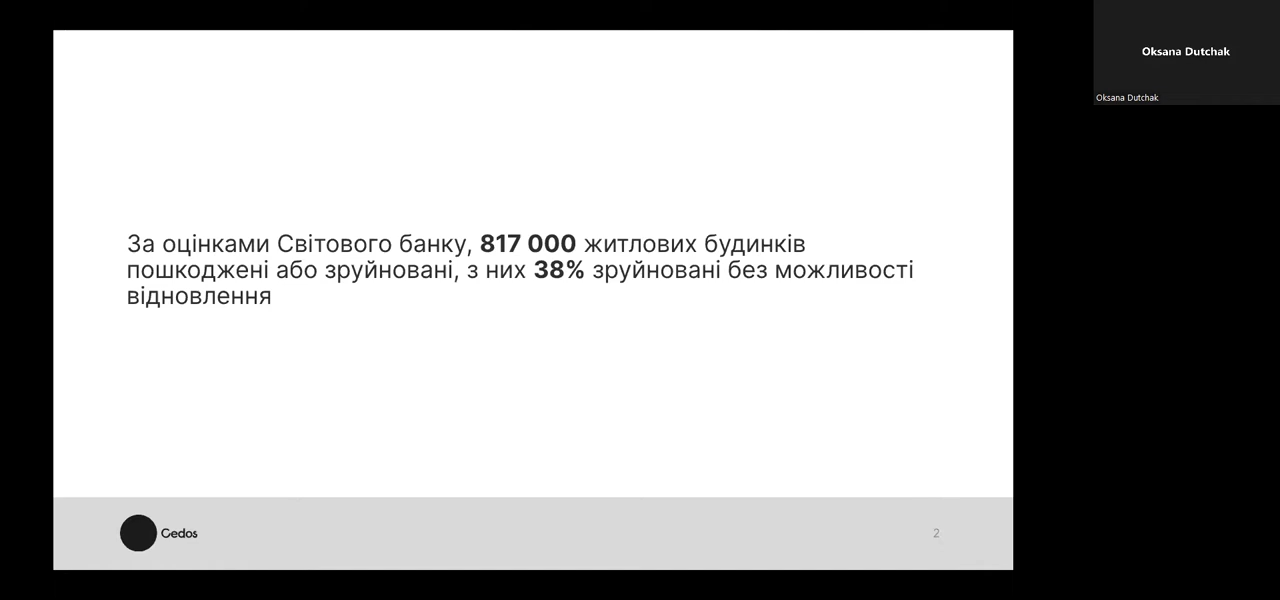 За оцінками Світового банку, 817 000 житлових будинків
пошкоджені або зруйновані, з них 38% зруйновані без можливості
відновлення
Cedos
2
Oksana Dutchak
Oksana Dutchak